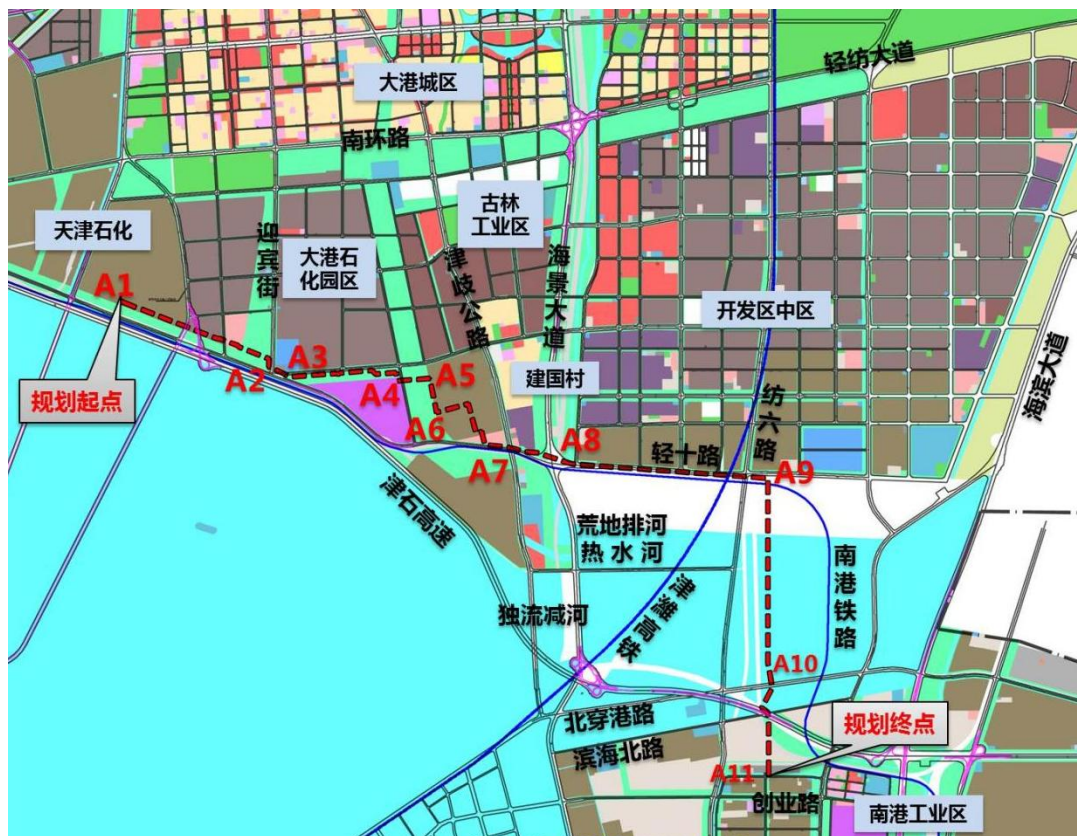 轻纺大道
大港城区
南环路
古林
工业区
天津石化
迎宾街
大港石
化园区
津歧公路
海景大道
开发区中区
A1
海滨大道
A3
A2
A4
A5
建国村
规划起点
纺六路
A6
A8
轻十路
A7
A9
津石高速
荒地排河
热水河
南港铁路
津潍高铁
独流减河
A10
北穿港路
规划终点
滨海北路
A11
创业路
南港工业区